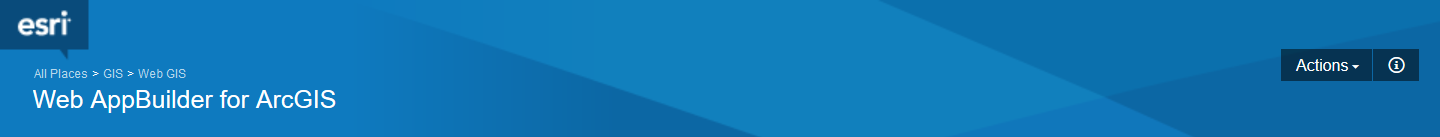 esri
All Places > GIS > Web GIS
Actions
Web AppBuilder for ArcGIS